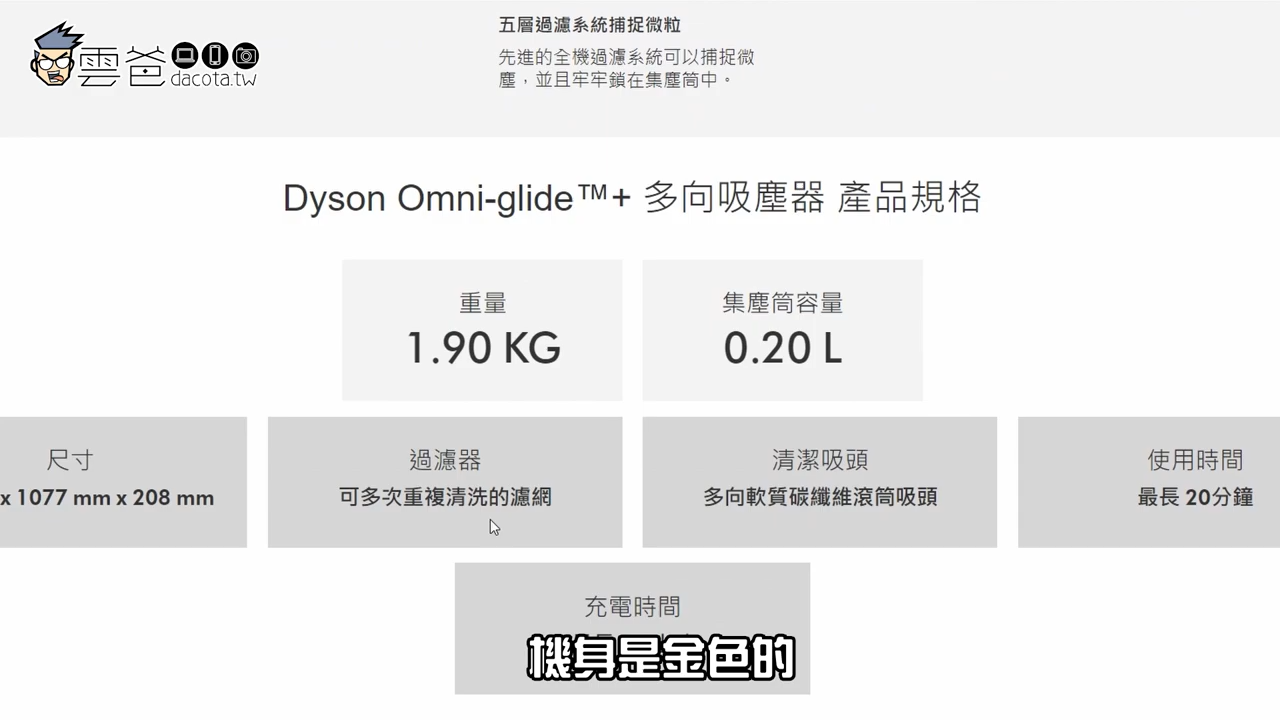 五層過濾系統捕捉微粒
先進的全機過濾系統可以捕捉微
塵，並且牢牢鎖在集塵筒中。
雲爸
dacota.tw
Dyson Omni-glide™+ 多向吸塵器 產品規格
重量
1.90 KG
集塵筒容量
0.20 L
尺寸
x 1077 mm x 208 mm
過濾器
可多次重複清洗的濾網
清潔吸頭
多向軟質碳纖維滾筒吸頭
使用時間
最長 20分鐘
充電時間
機身是金色的